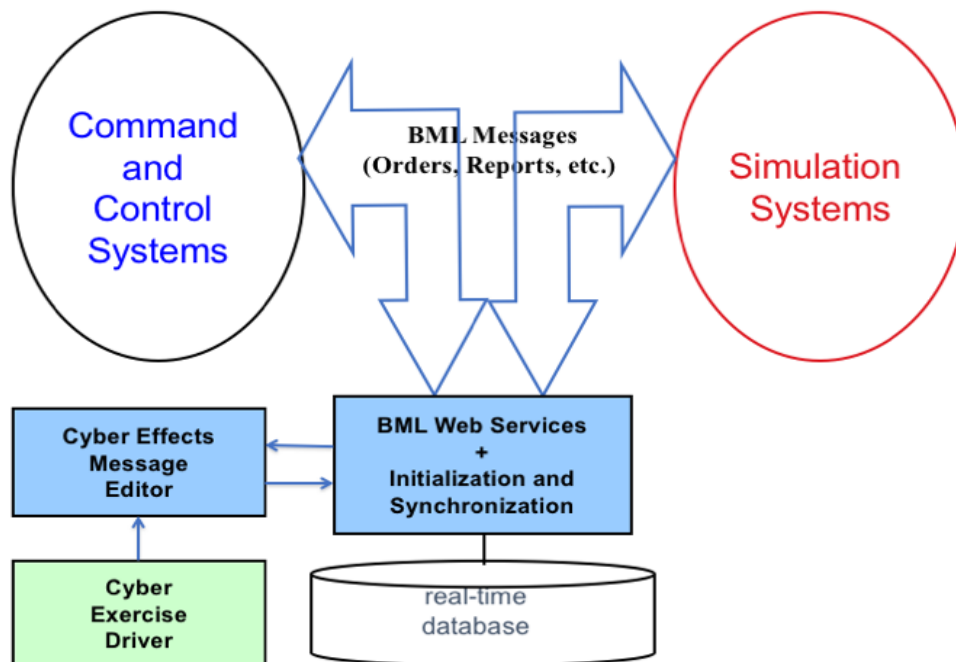 Command
and
Control
Systems
BML Messages
(Orders, Reports, etc.)
Simulation
Systems
Cyber Effects
Message
Editor
BML Web Services
+
Initialization and
Synchronization
Cyber
Exercise
Driver
real-time
database